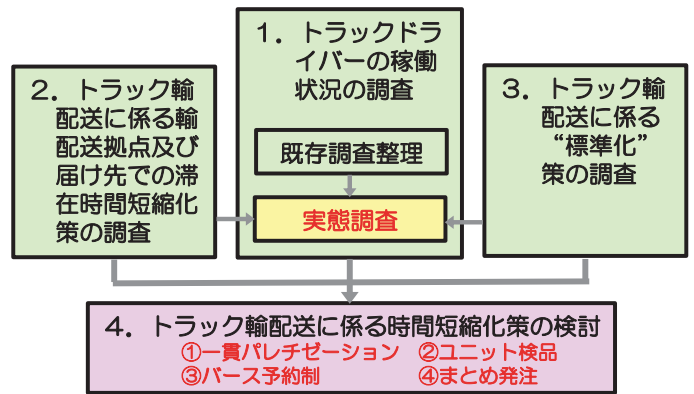 1．トラックドラ
イバーの稼働
状況の調査
既存調査整理
実態調査
2．トラック輸
配送に係る輸
配送拠点及び
届け先での滞
在時間短縮化
策の調査
3．トラック輸
配送に係る
“標準化”
策の調査
4．トラック輸配送に係る時間短縮化策の検討
①一貫パレチゼーション　②ユニット検品
③バース予約制　④まとめ発注